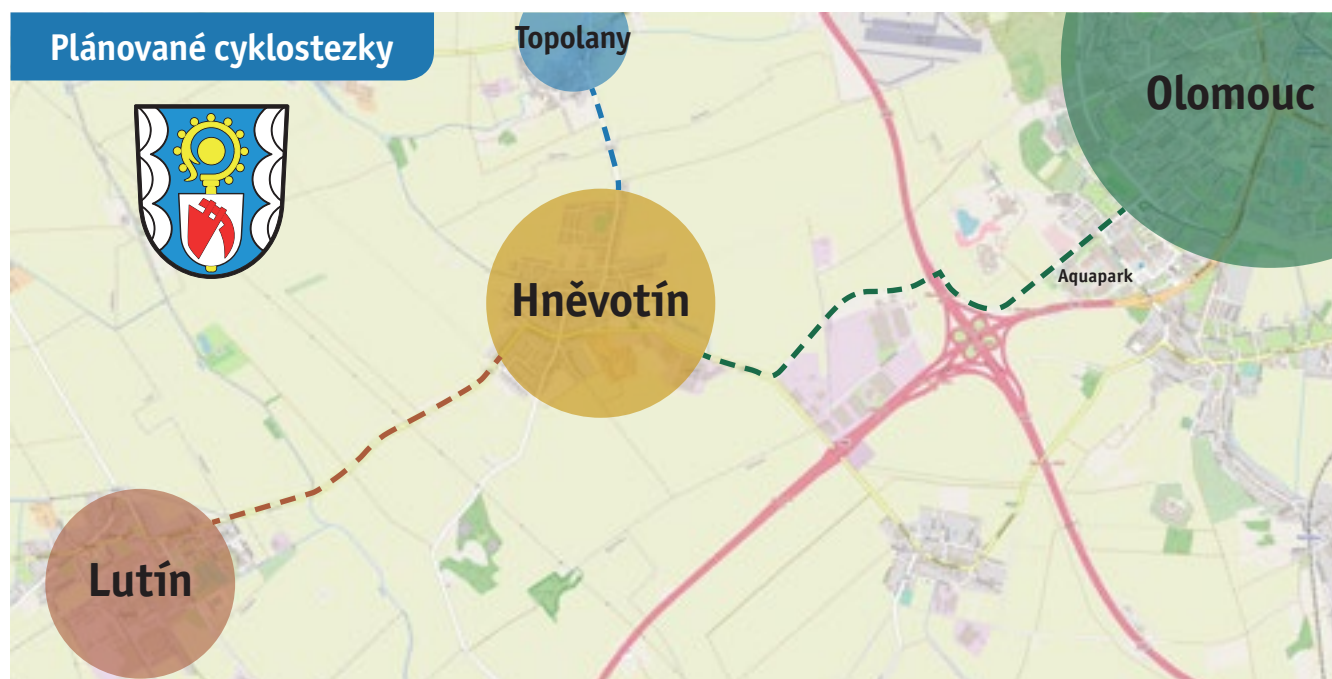 Plánované cyklostezky
Topolany
Olomouc
Aquapark
Hněvotín
Lutín